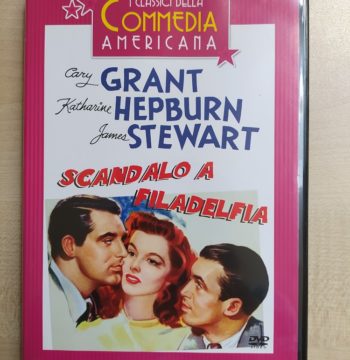 I CLASSICI DELLA
COMMEDIA
AMERICANA
Cary GRANT
Katharine HEPBURN
James STEWART
SCANDALO A
FILADELFIA
DVD